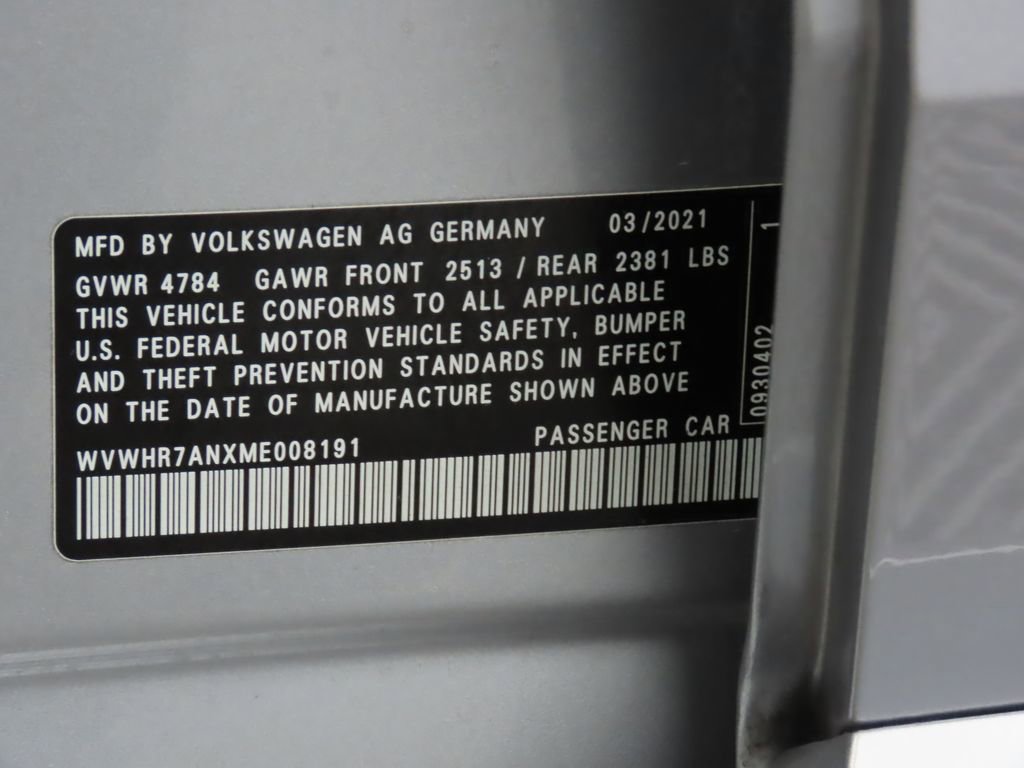 MFD BY VOLKSWAGEN AG GERMANY 03/2021
GVWR 4784 GAWR FRONT 2513 / REAR 2381 LBS
THIS VEHICLE CONFORMS TO ALL APPLICABLE
U.S. FEDERAL MOTOR VEHICLE SAFETY, BUMPER
AND THEFT PREVENTION STANDARDS IN EFFECT
ON THE DATE OF MANUFACTURE SHOWN ABOVE
WVWHR7ANXME008191 PASSENGER CAR
0930402 1